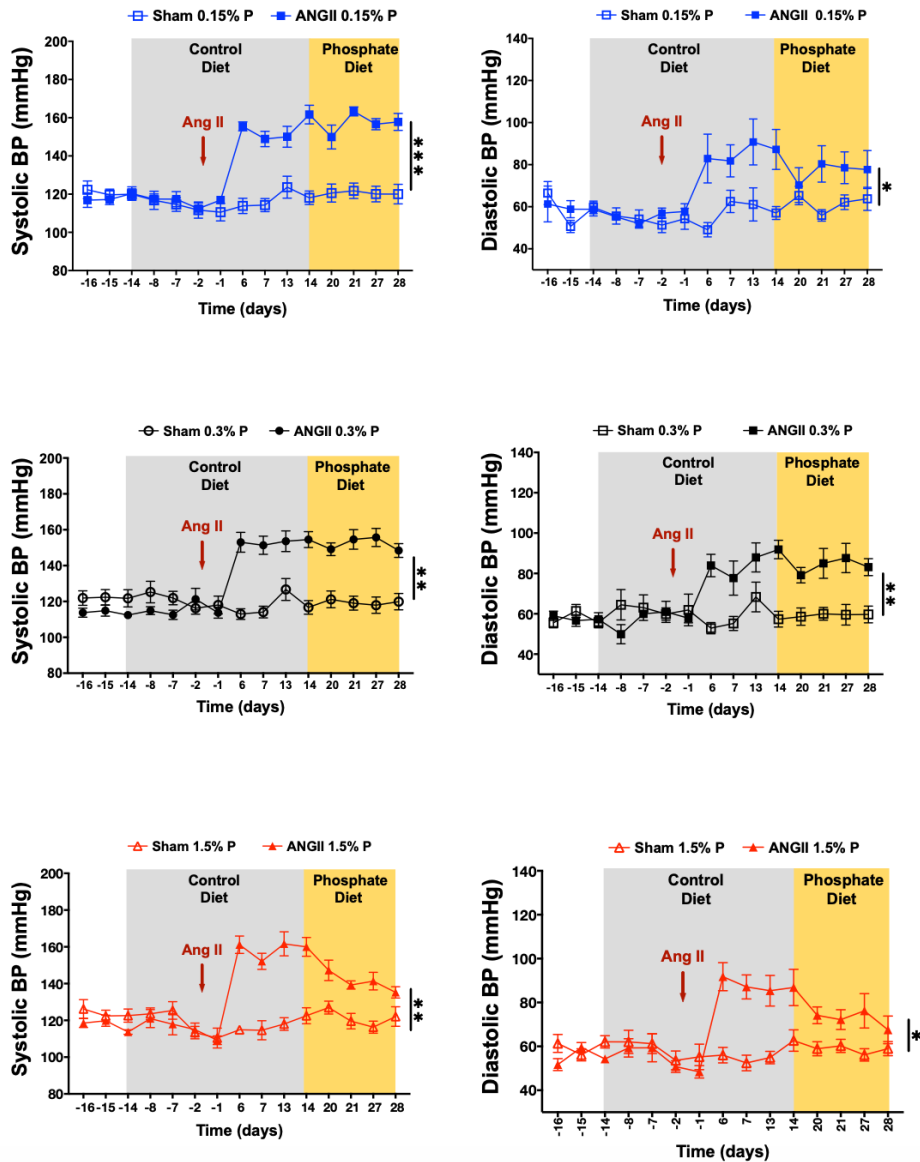 Sham 0.15% P ANGII 0.15% P
Systolic BP (mmHg)
200
180
160
140
120
100
80
Control
Diet
Phosphate
Diet
Ang II
***
-16 -15 -14 -8 -7 -2 -1 6 7 13 14 20 21 27 28
Time (days)
Sham 0.15% P ANGII 0.15% P
Diastolic BP (mmHg)
140
120
100
80
60
40
Control
Diet
Phosphate
Diet
Ang II
*
-16 -15 -14 -8 -7 -2 -1 6 7 13 14 20 21 27 28
Time (days)
Sham 0.3% P ANGII 0.3% P
Systolic BP (mmHg)
200
180
160
140
120
100
80
Control
Diet
Phosphate
Diet
Ang II
**
-16 -15 -14 -8 -7 -2 -1 6 7 13 14 20 21 27 28
Time (days)
Sham 0.3% P ANGII 0.3% P
Diastolic BP (mmHg)
140
120
100
80
60
40
Control
Diet
Phosphate
Diet
Ang II
**
-16 -15 -14 -8 -7 -2 -1 6 7 13 14 20 21 27 28
Time (days)
Sham 1.5% P ANGII 1.5% P
Systolic BP (mmHg)
200
180
160
140
120
100
80
Control
Diet
Phosphate
Diet
Ang II
**
-16 -15 -14 -8 -7 -2 -1 6 7 13 14 20 21 27 28
Time (days)
Sham 1.5% P ANGII 1.5% P
Diastolic BP (mmHg)
140
120
100
80
60
40
Control
Diet
Phosphate
Diet
Ang II
*
-16 -15 -14 -8 -7 -2 -1 6 7 13 14 20 21 27 28
Time (days)